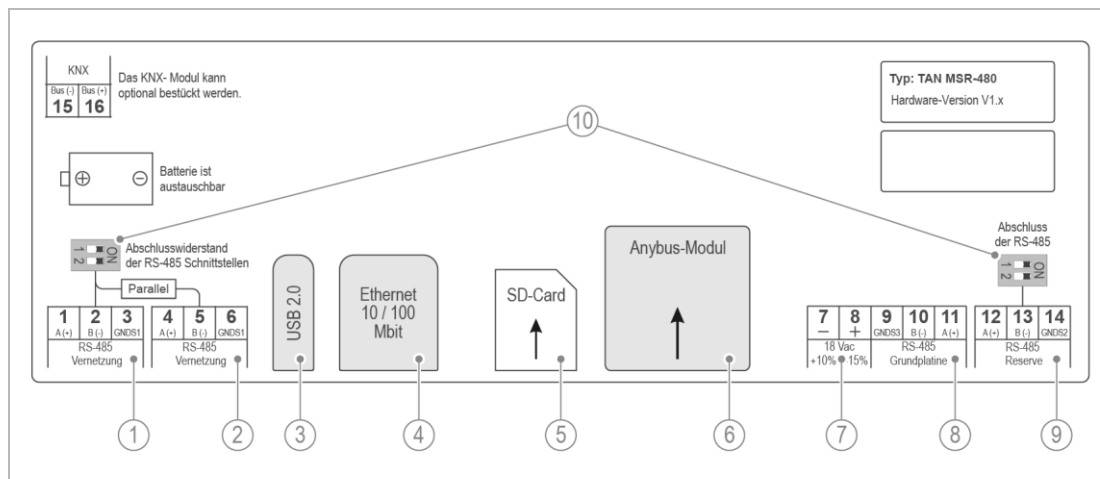 KNX
Bus (-) Bus (+)
15 16
Das KNX- Modul kann
optional bestückt werden.
Typ: TAN MSR-480
Hardware-Version V1.x
10
Batterie ist
austauschbar
1 2 ON
Abschlusswiderstand
der RS-485 Schnittstellen
Parallel
1 2 3
A (+) B (-) GNDS1
RS-485
Vernetzung
4 5 6
A (+) B (-) GNDS1
RS-485
Vernetzung
USB 2.0
Ethernet
10 / 100
Mbit
SD-Card
Anybus-Modul
Abschluss
der RS-485
1 2 ON
7 8
− +
18 Vac
+10% - 15%
9 10 11
GNDS3 B (-) A (+)
RS-485
Grundplatine
12 13 14
A (+) B (-) GNDS2
RS-485
Reserve
1 2 3 4 5 6 7 8 9